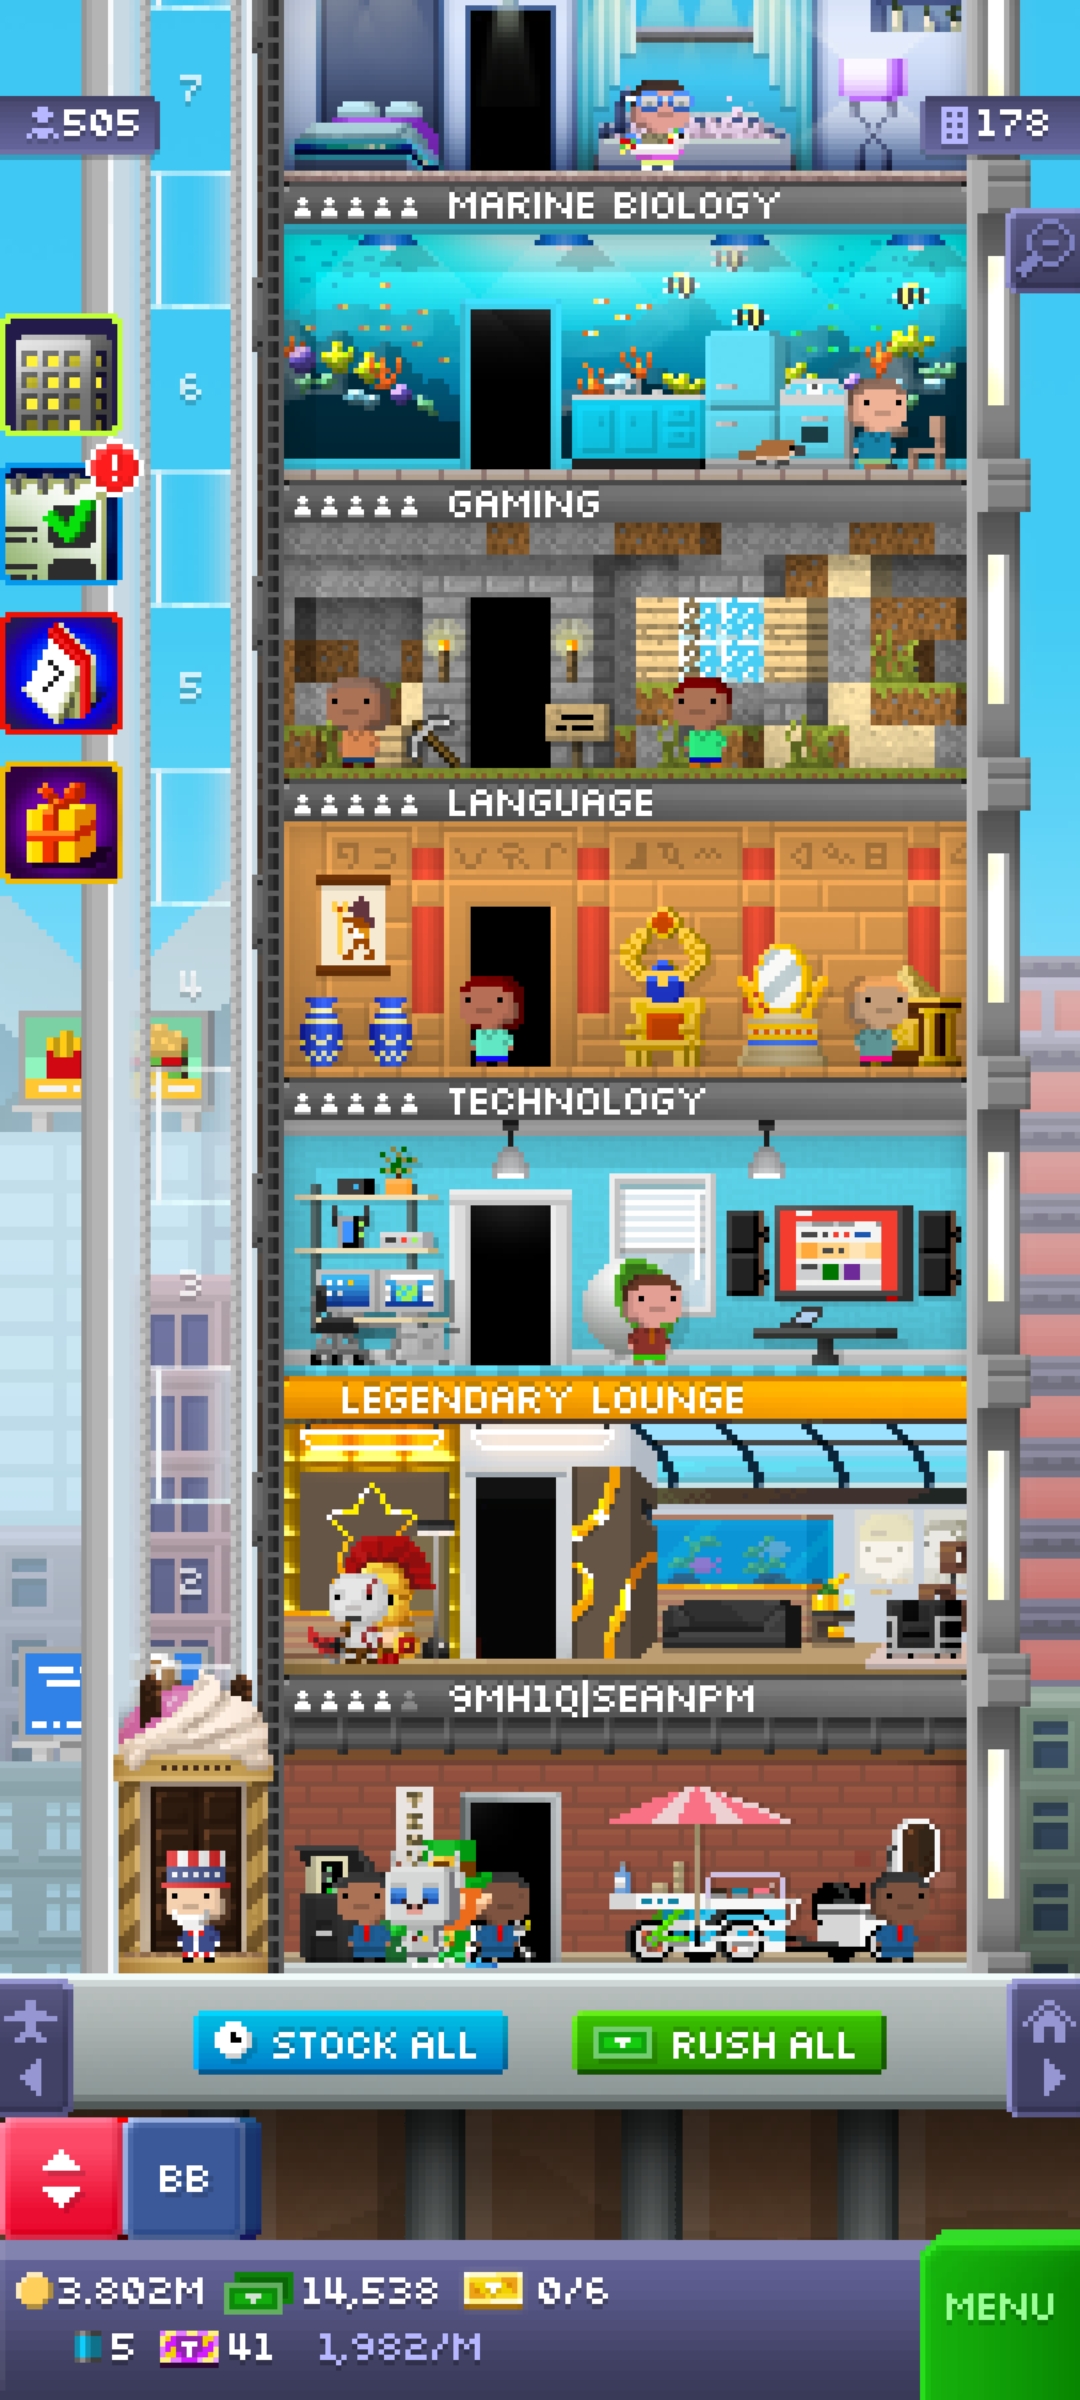 7
505
178
MARINE BIOLOGY
6
GAMING
5
LANGUAGE
4
TECHNOLOGY
3
LEGENDARY LOUNGE
2
9MH1Q|SEANPM
STOCK ALL
RUSH ALL
BB
3.802M 14,538 0/6
5 41 1,982/M
MENU